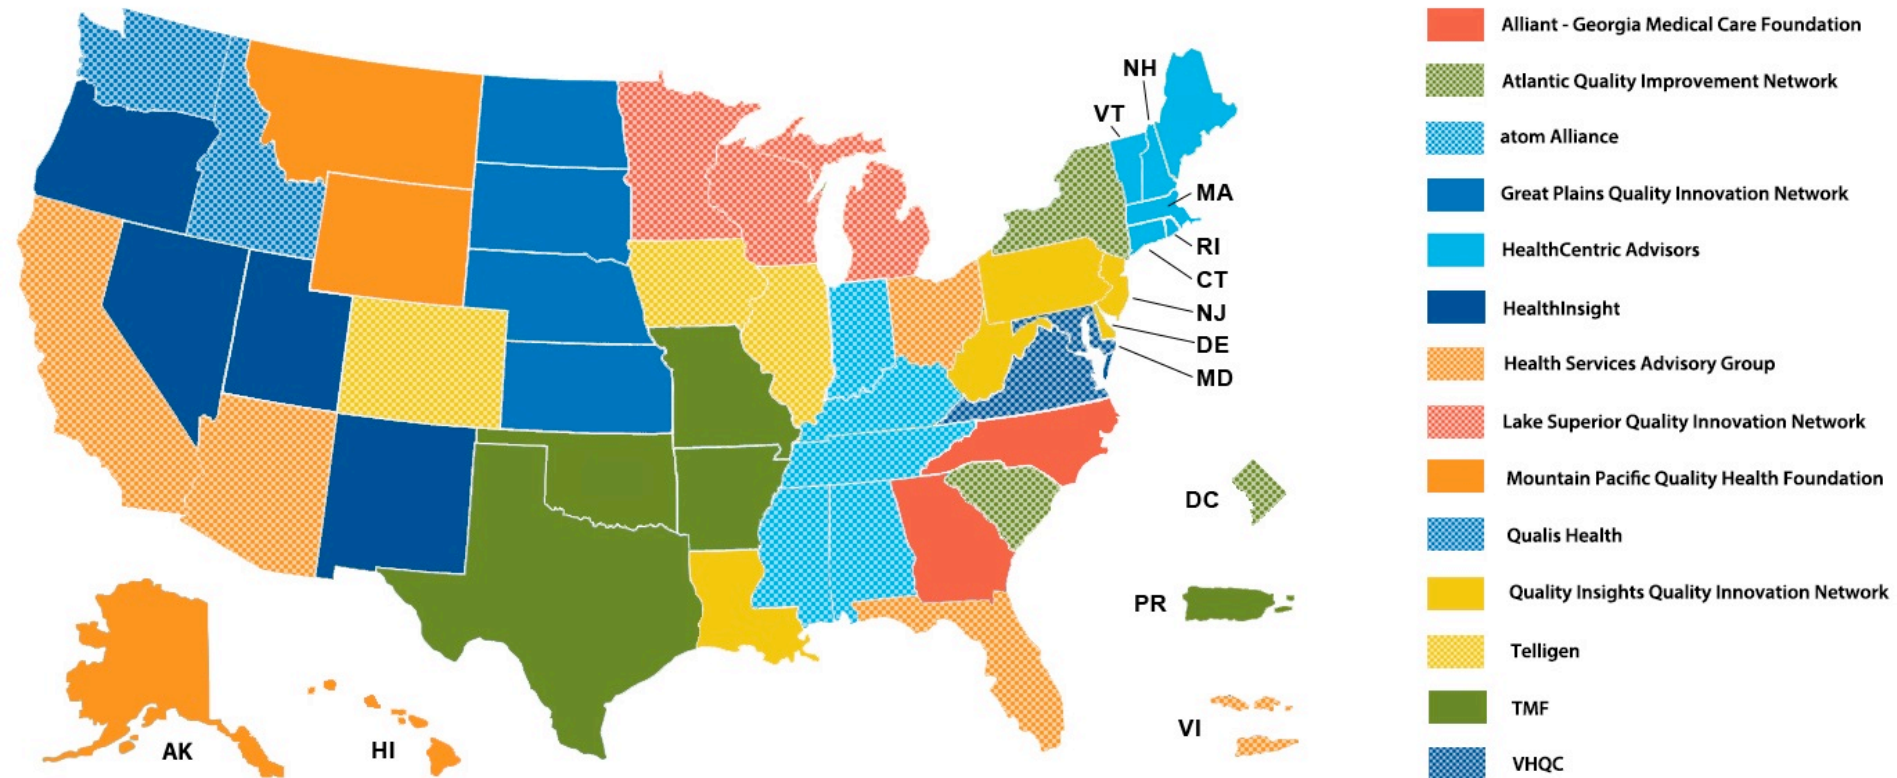 NH
VT
MA
RI
CT
NJ
DE
MD
DC
PR
VI
AK
HI
Alliant - Georgia Medical Care Foundation
Atlantic Quality Improvement Network
atom Alliance
Great Plains Quality Innovation Network
HealthCentric Advisors
HealthInsight
Health Services Advisory Group
Lake Superior Quality Innovation Network
Mountain Pacific Quality Health Foundation
Qualis Health
Quality Insights Quality Innovation Network
Telligen
TMF
VHQC